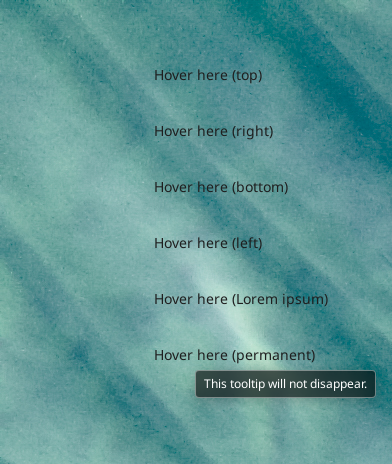 Hover here (top)
Hover here (right)
Hover here (bottom)
Hover here (left)
Hover here (Lorem ipsum)
Hover here (permanent)
This tooltip will not disappear.